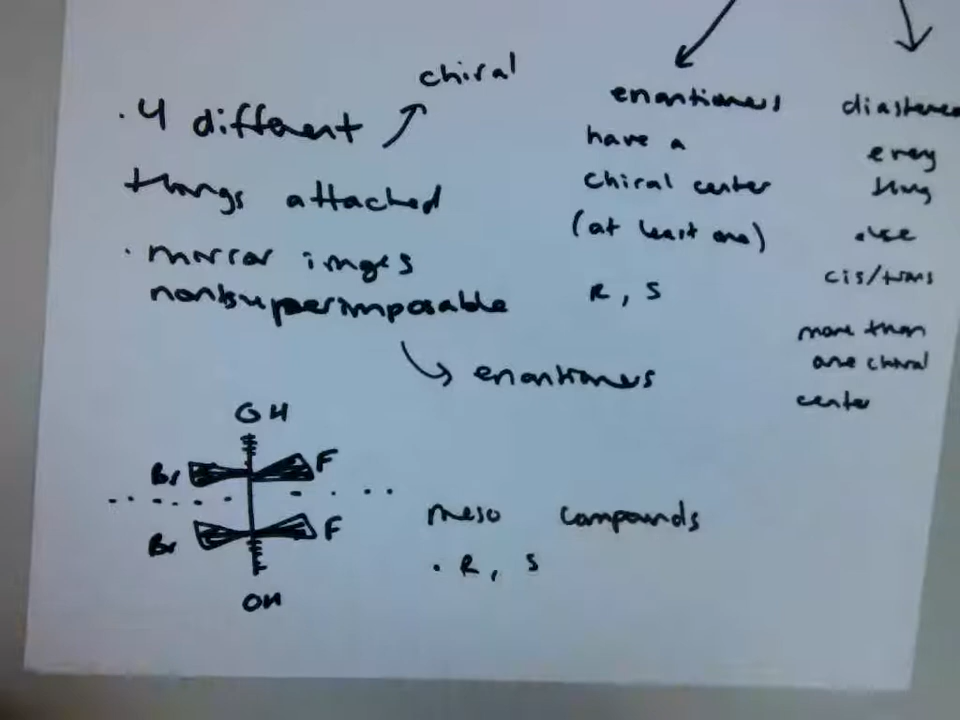 chiral
· 4 different
things attached
· mirror imges
nonsuperimposable
enantiomers
enantiomers
have a
chiral center
(at least one)
R, S
diastereo
every
thing
else
cis/trans
more than
one chiral
center
OH
Br F
Br F
OH
meso compounds
· R, S